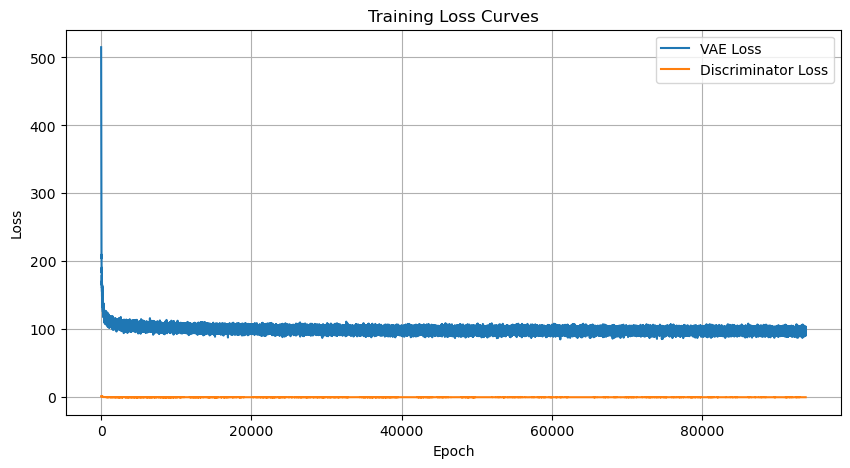 Training Loss Curves
VAE Loss
Discriminator Loss
500
400
300
200
100
0
Loss
0
20000
40000
60000
80000
Epoch